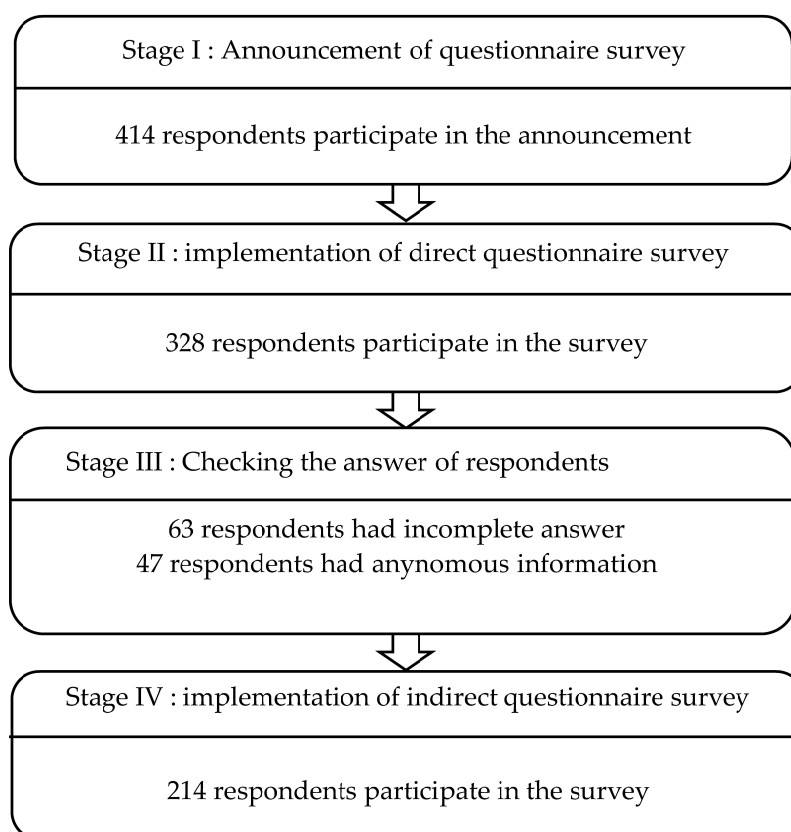 Stage I : Announcement of questionnaire survey
414 respondents participate in the announcement
Stage II : implementation of direct questionnaire survey
328 respondents participate in the survey
Stage III : Checking the answer of respondents
63 respondents had incomplete answer
47 respondents had anynomous information
Stage IV : implementation of indirect questionnaire survey
214 respondents participate in the survey